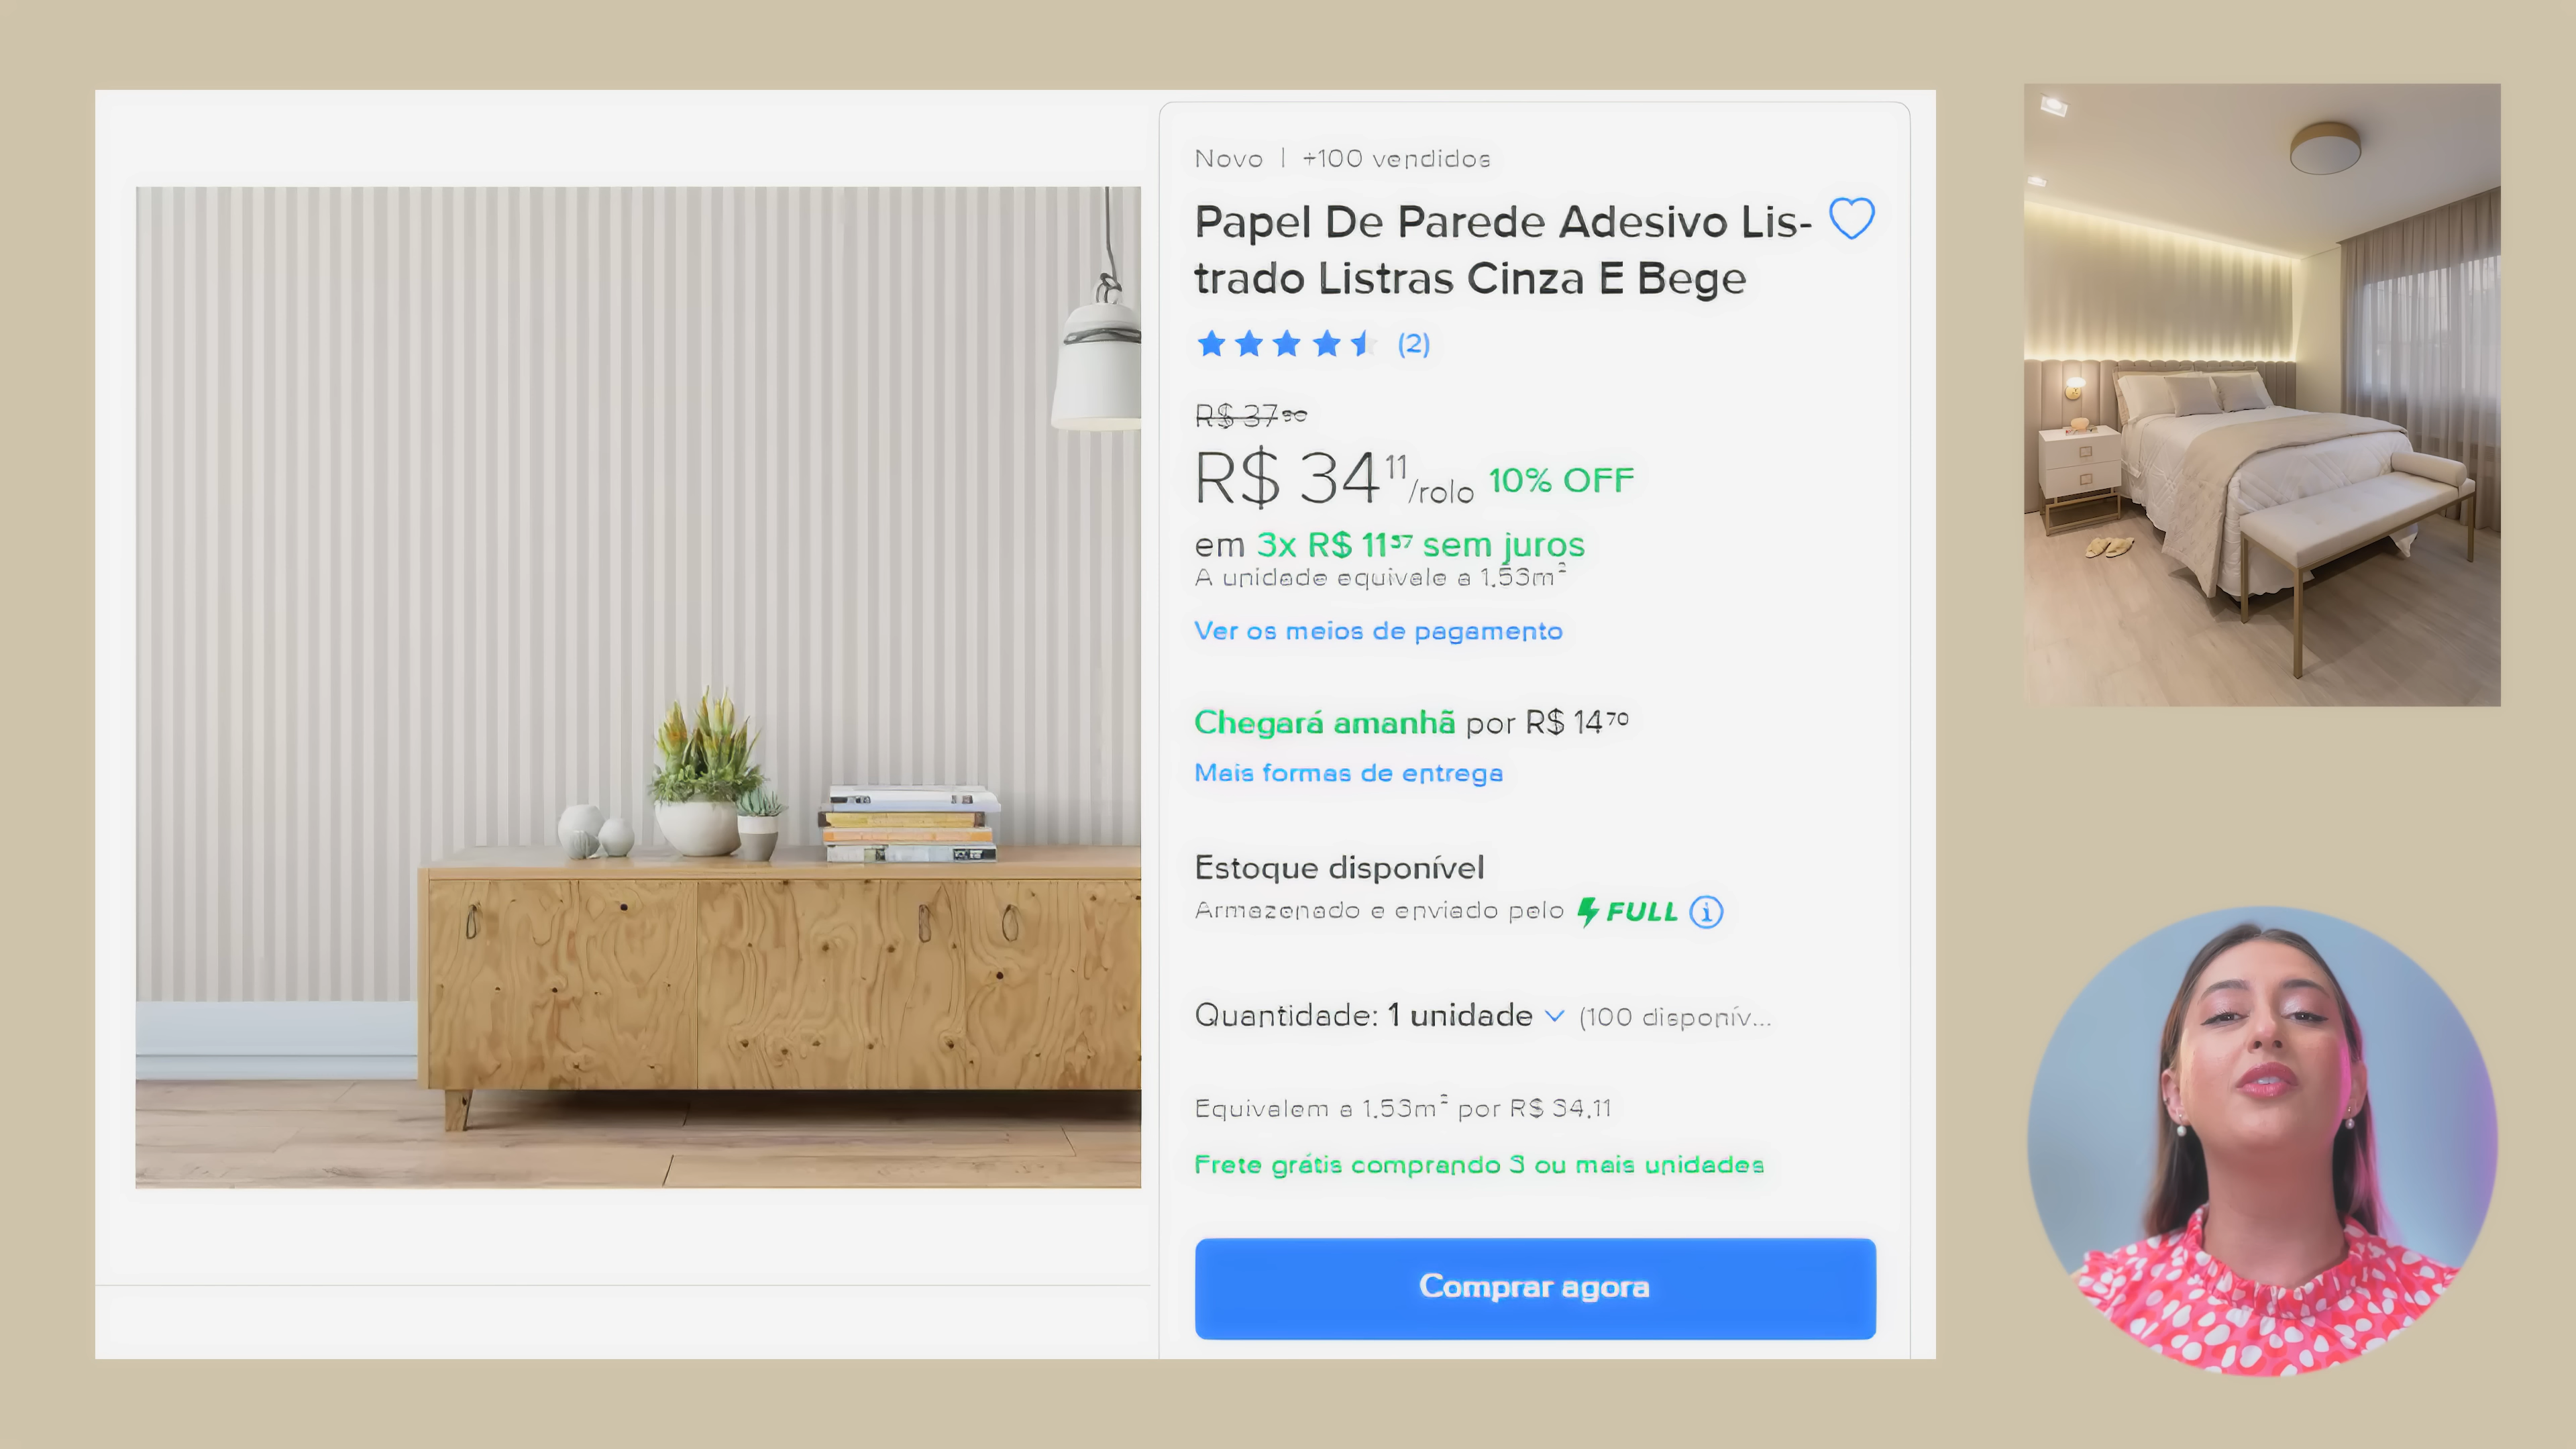 Novo | +100 vendidos
Papel De Parede Adesivo Lis-
trado Listras Cinza E Bege
(2)
R$ 37⁹⁰
R$ 34¹¹/rolo 10% OFF
em 3x R$ 11³⁷ sem juros
A unidade equivale a 1.53m²
Ver os meios de pagamento
Chegará amanhã por R$ 14⁷⁰
Mais formas de entrega
Estoque disponível
Armazenado e enviado pelo FULL
Quantidade: 1 unidade (100 disponív...
Equivalem a 1.53m² por R$ 34,11
Frete grátis comprando 3 ou mais unidades
Comprar agora